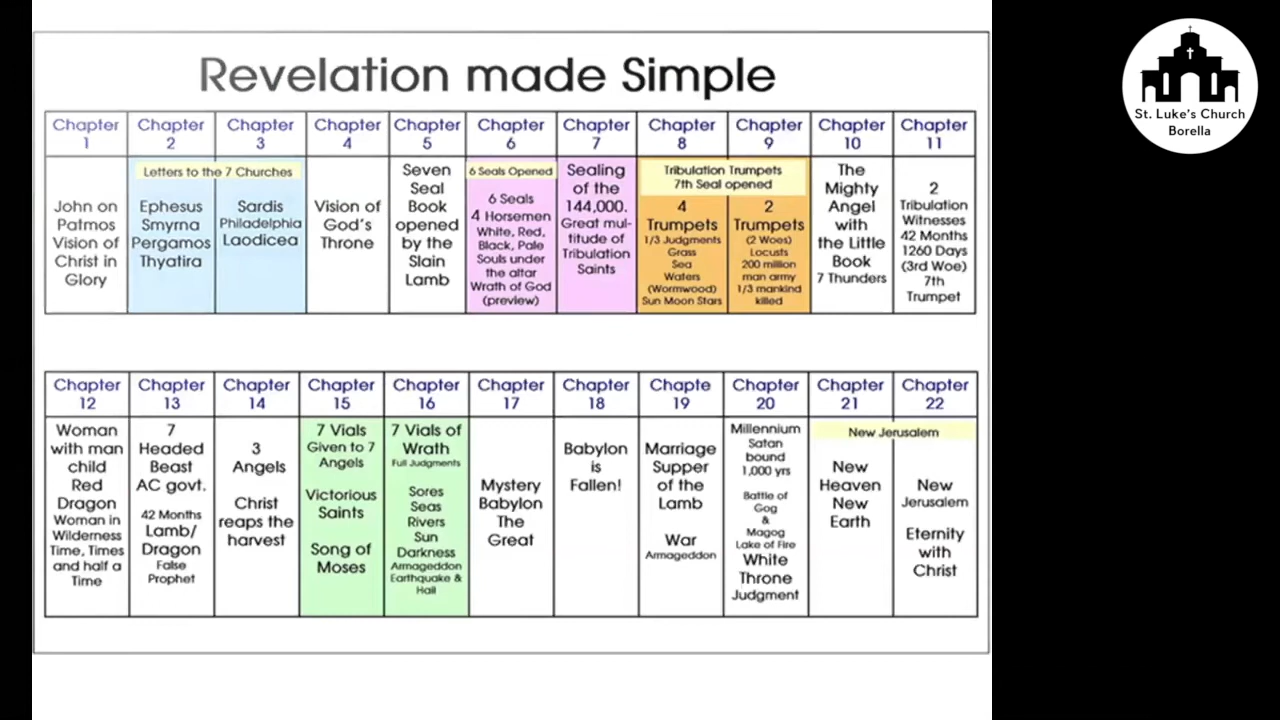 Revelation made Simple
St. Luke's Church
Borella
Chapter
1
John on
Patmos
Vision of
Christ in
Glory
Chapter
2
Chapter
3
Letters to the 7 Churches
Ephesus
Smyrna
Pergamos
Thyatira
Sardis
Philadelphia
Laodicea
Chapter
4
Vision of
God's
Throne
Chapter
5
Seven
Seal
Book
opened
by the
Slain
Lamb
Chapter
6
6 Seals Opened
6 Seals
4 Horsemen
White, Red,
Black, Pale
Souls under
the altar
Wrath of God
(preview)
Chapter
7
Sealing
of the
144,000.
Great mul-
titude of
Tribulation
Saints
Chapter
8
Chapter
9
Tribulation Trumpets
7th Seal opened
4
Trumpets
1/3 Judgments
Grass
Sea
Waters
(Wormwood)
Sun Moon Stars
2
Trumpets
(2 Woes)
Locusts
200 million
man army
1/3 mankind
killed
Chapter
10
The
Mighty
Angel
with
the Little
Book
7 Thunders
Chapter
11
2
Tribulation
Witnesses
42 Months
1260 Days
(3rd Woe)
7th
Trumpet
Chapter
12
Woman
with man
child
Red
Dragon
Woman in
Wilderness
Time, Times
and half a
Time
Chapter
13
7
Headed
Beast
AC govt.
42 Months
Lamb/
Dragon
False
Prophet
Chapter
14
3
Angels
Christ
reaps the
harvest
Chapter
15
7 Vials
Given to 7
Angels
Victorious
Saints
Song of
Moses
Chapter
16
7 Vials of
Wrath
Full Judgments
Sores
Seas
Rivers
Sun
Darkness
Armageddon
Earthquake &
Hail
Chapter
17
Mystery
Babylon
The
Great
Chapter
18
Babylon
is
Fallen!
Chapte
19
Marriage
Supper
of the
Lamb
War
Armageddon
Chapter
20
Millennium
Satan
bound
1,000 yrs
Battle of
Gog
&
Magog
Lake of Fire
White
Throne
Judgment
Chapter
21
Chapter
22
New Jerusalem
New
Heaven
New
Earth
New
Jerusalem
Eternity
with
Christ